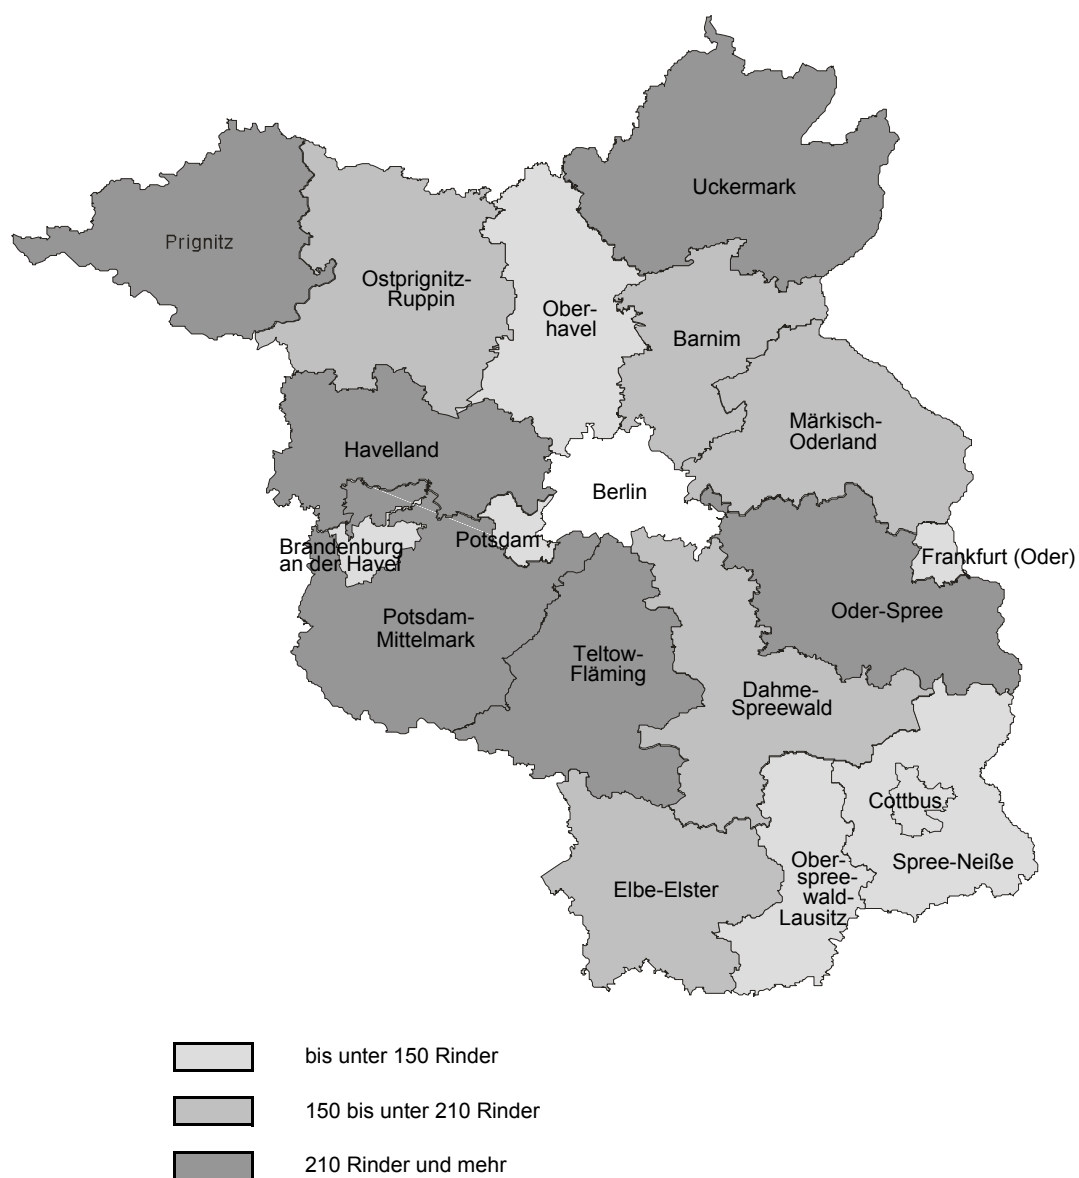 Uckermark
Prignitz
Ostprignitz-
Ruppin
Ober-
havel
Barnim
Märkisch-
Oderland
Havelland
Berlin
Potsdam
Brandenburg
an der Havel
Frankfurt (Oder)
Oder-Spree
Potsdam-
Mittelmark
Teltow-
Fläming
Dahme-
Spreewald
Cottbus
Spree-Neiße
Ober-
spree-
wald-
Lausitz
Elbe-Elster
bis unter 150 Rinder
150 bis unter 210 Rinder
210 Rinder und mehr